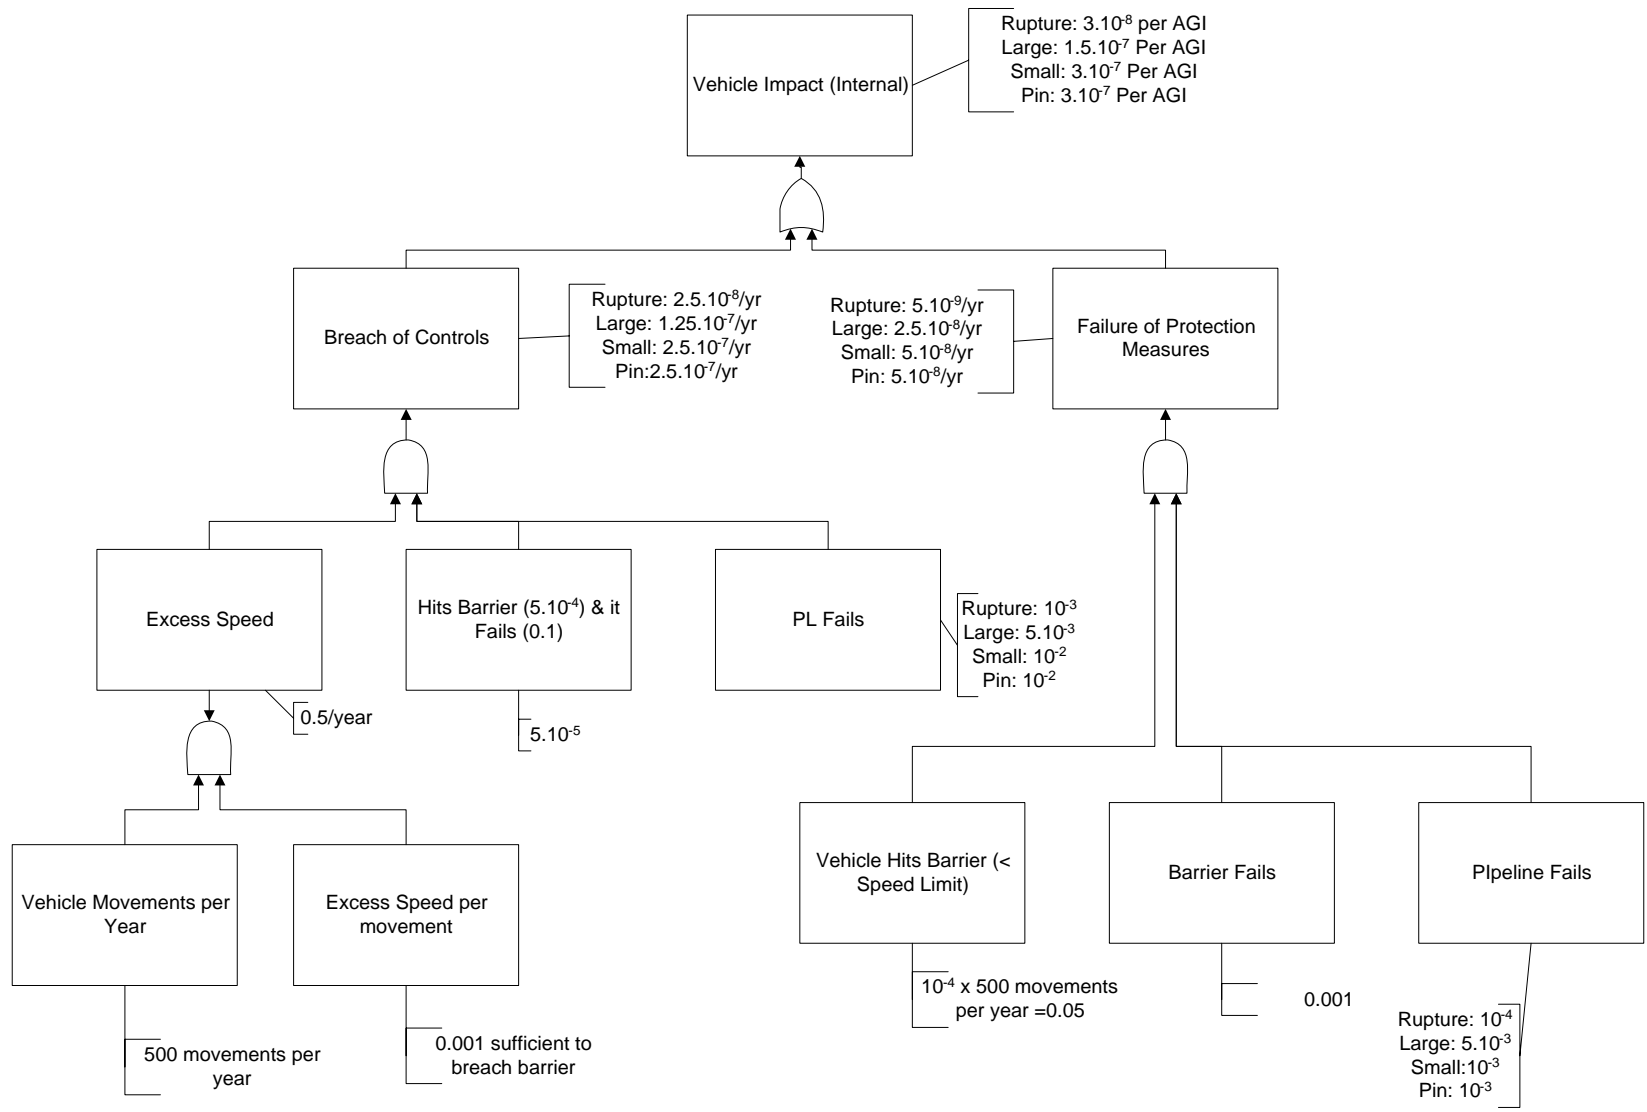 Vehicle Impact (Internal)
Rupture: 3.10⁻⁸ per AGI
Large: 1.5.10⁻⁷ Per AGI
Small: 3.10⁻⁷ Per AGI
Pin: 3.10⁻⁷ Per AGI
Breach of Controls
Rupture: 2.5.10⁻⁸/yr
Large: 1.25.10⁻⁷/yr
Small: 2.5.10⁻⁷/yr
Pin:2.5.10⁻⁷/yr
Rupture: 5.10⁻⁹/yr
Large: 2.5.10⁻⁸/yr
Small: 5.10⁻⁸/yr
Pin: 5.10⁻⁸/yr
Failure of Protection
Measures
Excess Speed
0.5/year
Hits Barrier (5.10⁻⁴) & it
Fails (0.1)
5.10⁻⁵
PL Fails
Rupture: 10⁻³
Large: 5.10⁻³
Small: 10⁻²
Pin: 10⁻²
Vehicle Movements per
Year
500 movements per
year
Excess Speed per
movement
0.001 sufficient to
breach barrier
Vehicle Hits Barrier (<
Speed Limit)
10⁻⁴ x 500 movements
per year =0.05
Barrier Fails
0.001
PIpeline Fails
Rupture: 10⁻⁴
Large: 5.10⁻³
Small:10⁻³
Pin: 10⁻³